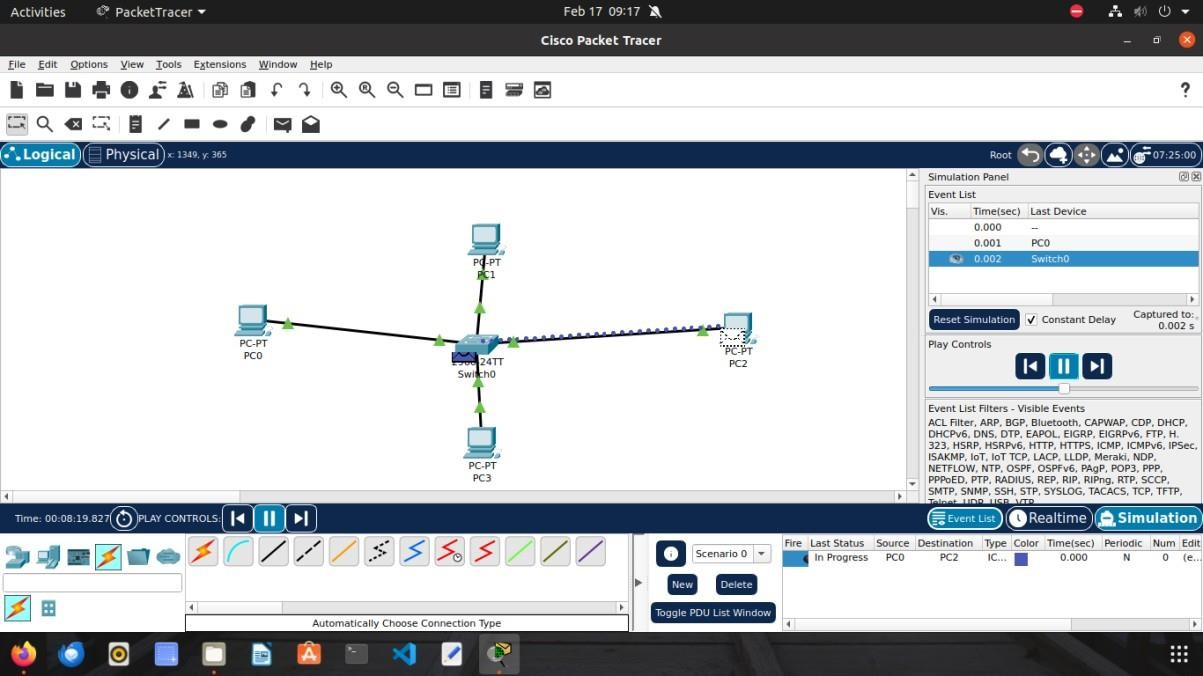 Activities PacketTracer Feb 17 09:17
Cisco Packet Tracer
File Edit Options View Tools Extensions Window Help
?
Logical Physical x: 1349, y: 365 Root 07:25:00
Simulation Panel
Event List
Vis. Time(sec) Last Device
0.000 --
0.001 PC0
0.002 Switch0
Reset Simulation Constant Delay Captured to:
0.002 s
Play Controls
Event List Filters - Visible Events
ACL Filter, ARP, BGP, Bluetooth, CAPWAP, CDP, DHCP,
DHCPv6, DNS, DTP, EAPOL, EIGRP, EIGRPv6, FTP, H.
323, HSRP, HSRPv6, HTTP, HTTPS, ICMP, ICMPv6, IPSec,
ISAKMP, IoT, IoT TCP, LACP, LLDP, Meraki, NDP,
NETFLOW, NTP, OSPF, OSPFv6, PAgP, POP3, PPP,
PPPoED, PTP, RADIUS, REP, RIP, RIPng, RTP, SCCP,
SMTP, SNMP, SSH, STP, SYSLOG, TACACS, TCP, TFTP,
Telnet, UDP, USB, VTP
PC-PT
PC1
PC-PT
PC0
24TT
Switch0
PC-PT
PC2
PC-PT
PC3
Time: 00:08:19.827 PLAY CONTROLS:
Event List Realtime Simulation
Automatically Choose Connection Type
Scenario 0
New Delete
Toggle PDU List Window
Fire Last Status Source Destination Type Color Time(sec) Periodic Num Edit
In Progress PC0 PC2 IC... 0.000 N 0 (e...